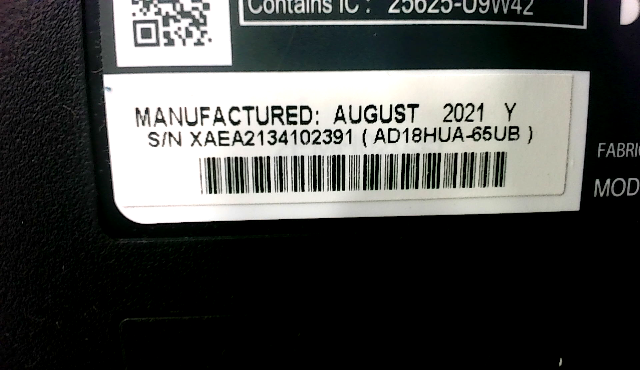 Contains IC : 25625-U9W42
MANUFACTURED: AUGUST 2021 Y
S/N XAEA2134102391 ( AD18HUA-65UB )
FABRI
MOD